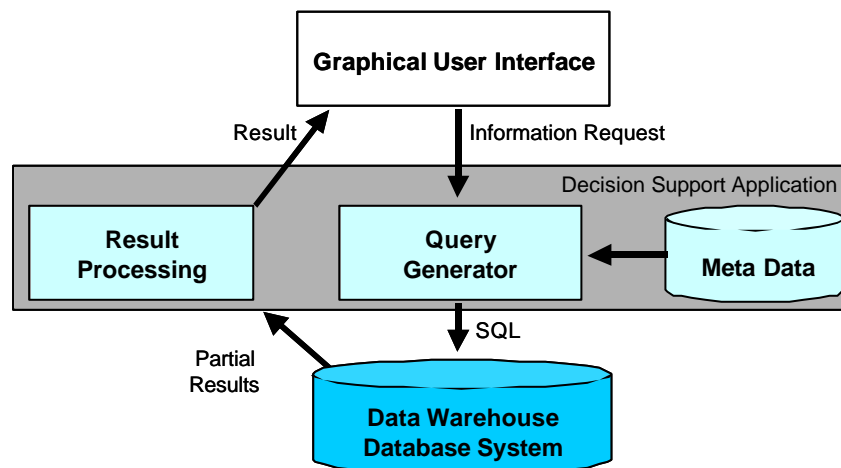 Graphical User Interface
Result
Information Request
Decision Support Application
Result
Processing
Query
Generator
Meta Data
SQL
Partial
Results
Data Warehouse
Database System